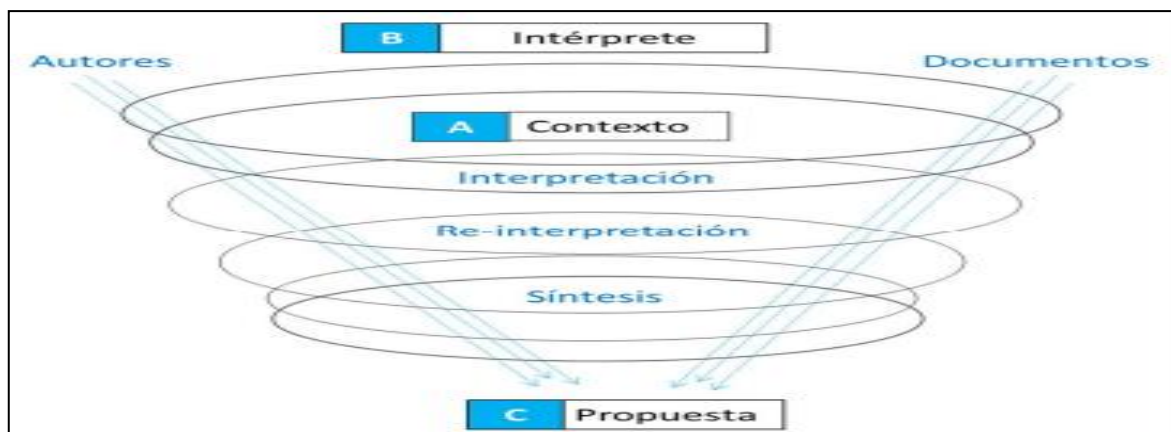 B Intérprete
Autores Documentos
A Contexto
Interpretación
Re-interpretación
Síntesis
C Propuesta